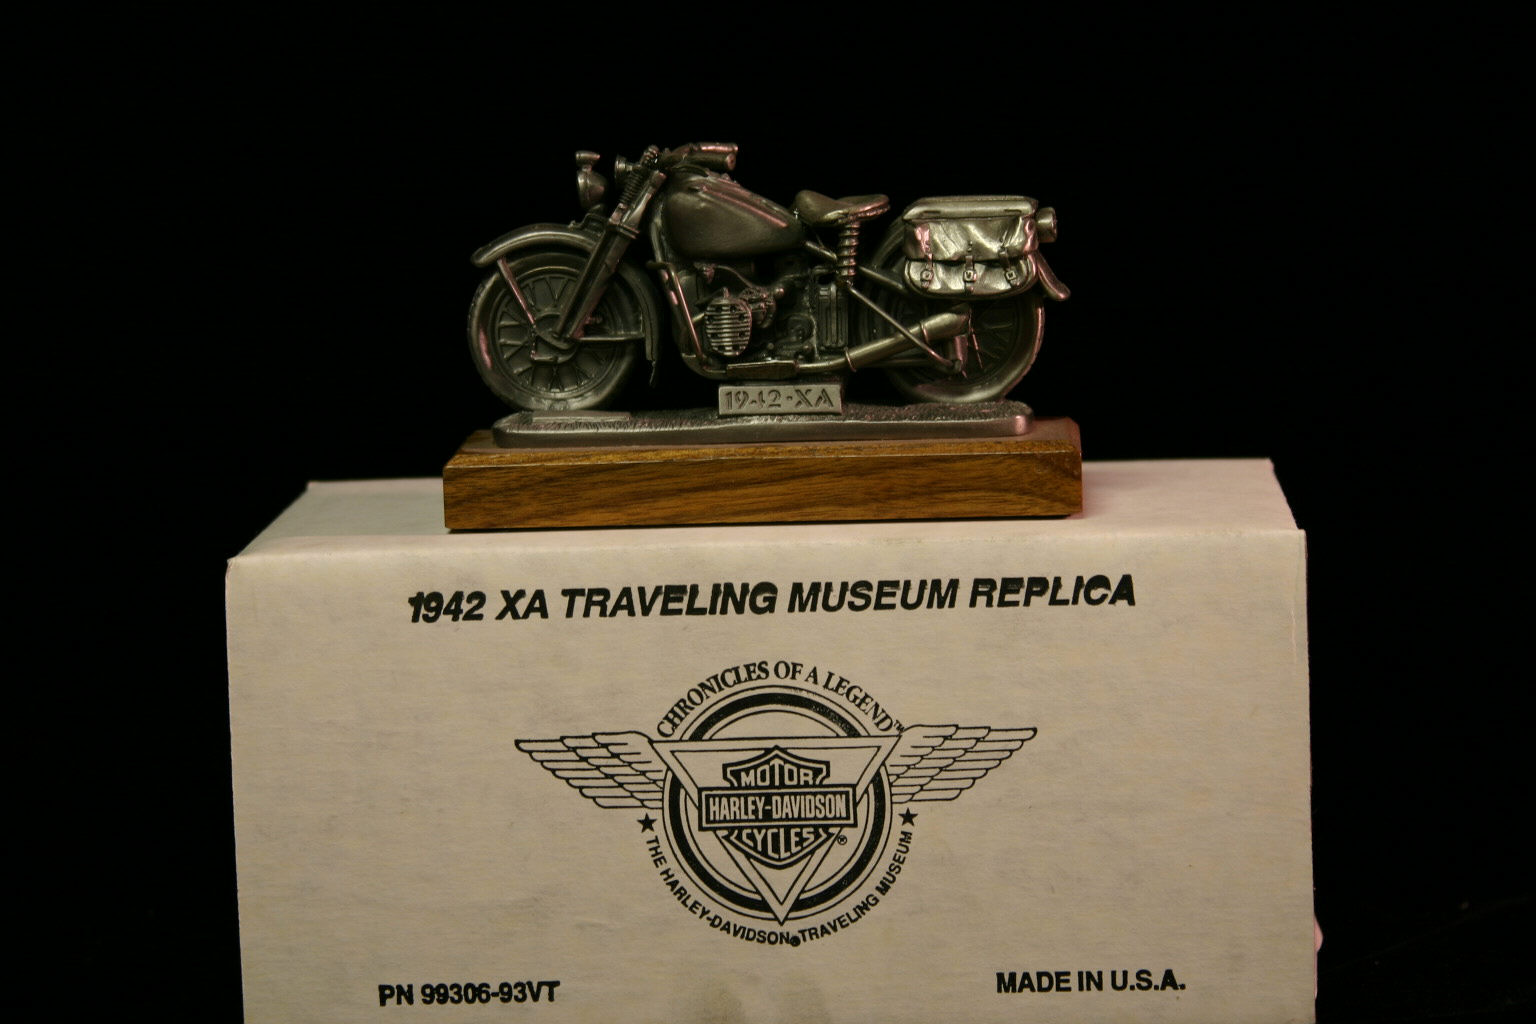 1942-XA
1942 XA TRAVELING MUSEUM REPLICA
CHRONICLES OF A LEGEND™
MOTOR
HARLEY-DAVIDSON
CYCLES®
★ THE HARLEY-DAVIDSON® TRAVELING MUSEUM ★
PN 99306-93VT
MADE IN U.S.A.